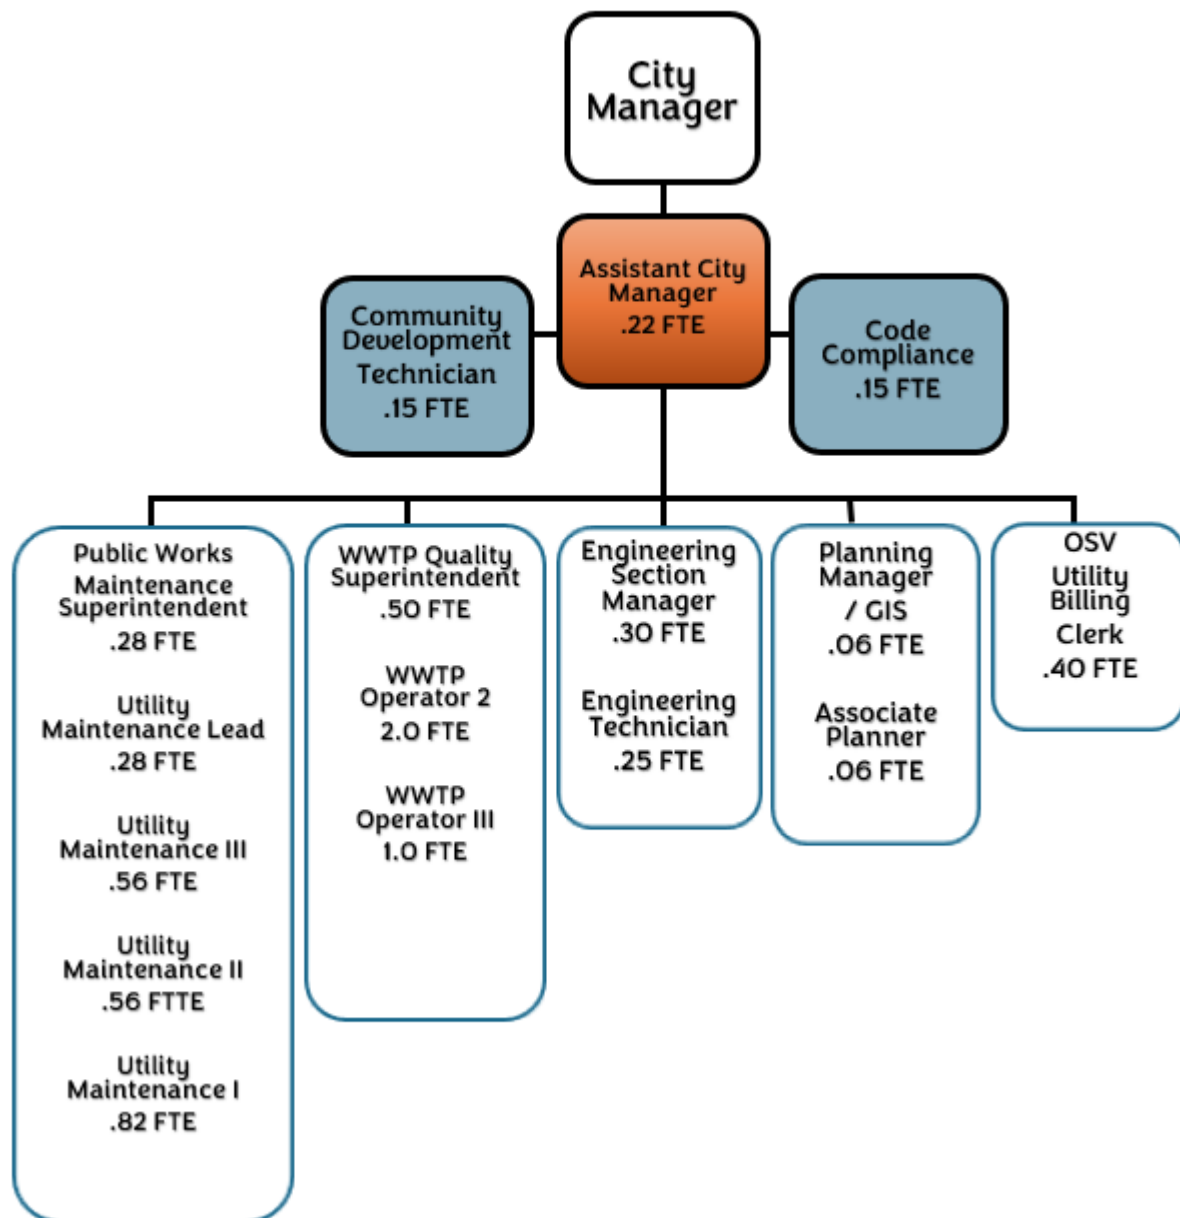 City
Manager
Assistant City
Manager
.22 FTE
Community
Development
Technician
.15 FTE
Code
Compliance
.15 FTE
Public Works
Maintenance
Superintendent
.28 FTE
Utility
Maintenance Lead
.28 FTE
Utility
Maintenance III
.56 FTE
Utility
Maintenance II
.56 FTTE
Utility
Maintenance I
.82 FTE
WWTP Quality
Superintendent
.50 FTE
WWTP
Operator 2
2.0 FTE
WWTP
Operator III
1.0 FTE
Engineering
Section
Manager
.30 FTE
Engineering
Technician
.25 FTE
Planning
Manager
/ GIS
.06 FTE
Associate
Planner
.06 FTE
OSV
Utility
Billing
Clerk
.40 FTE